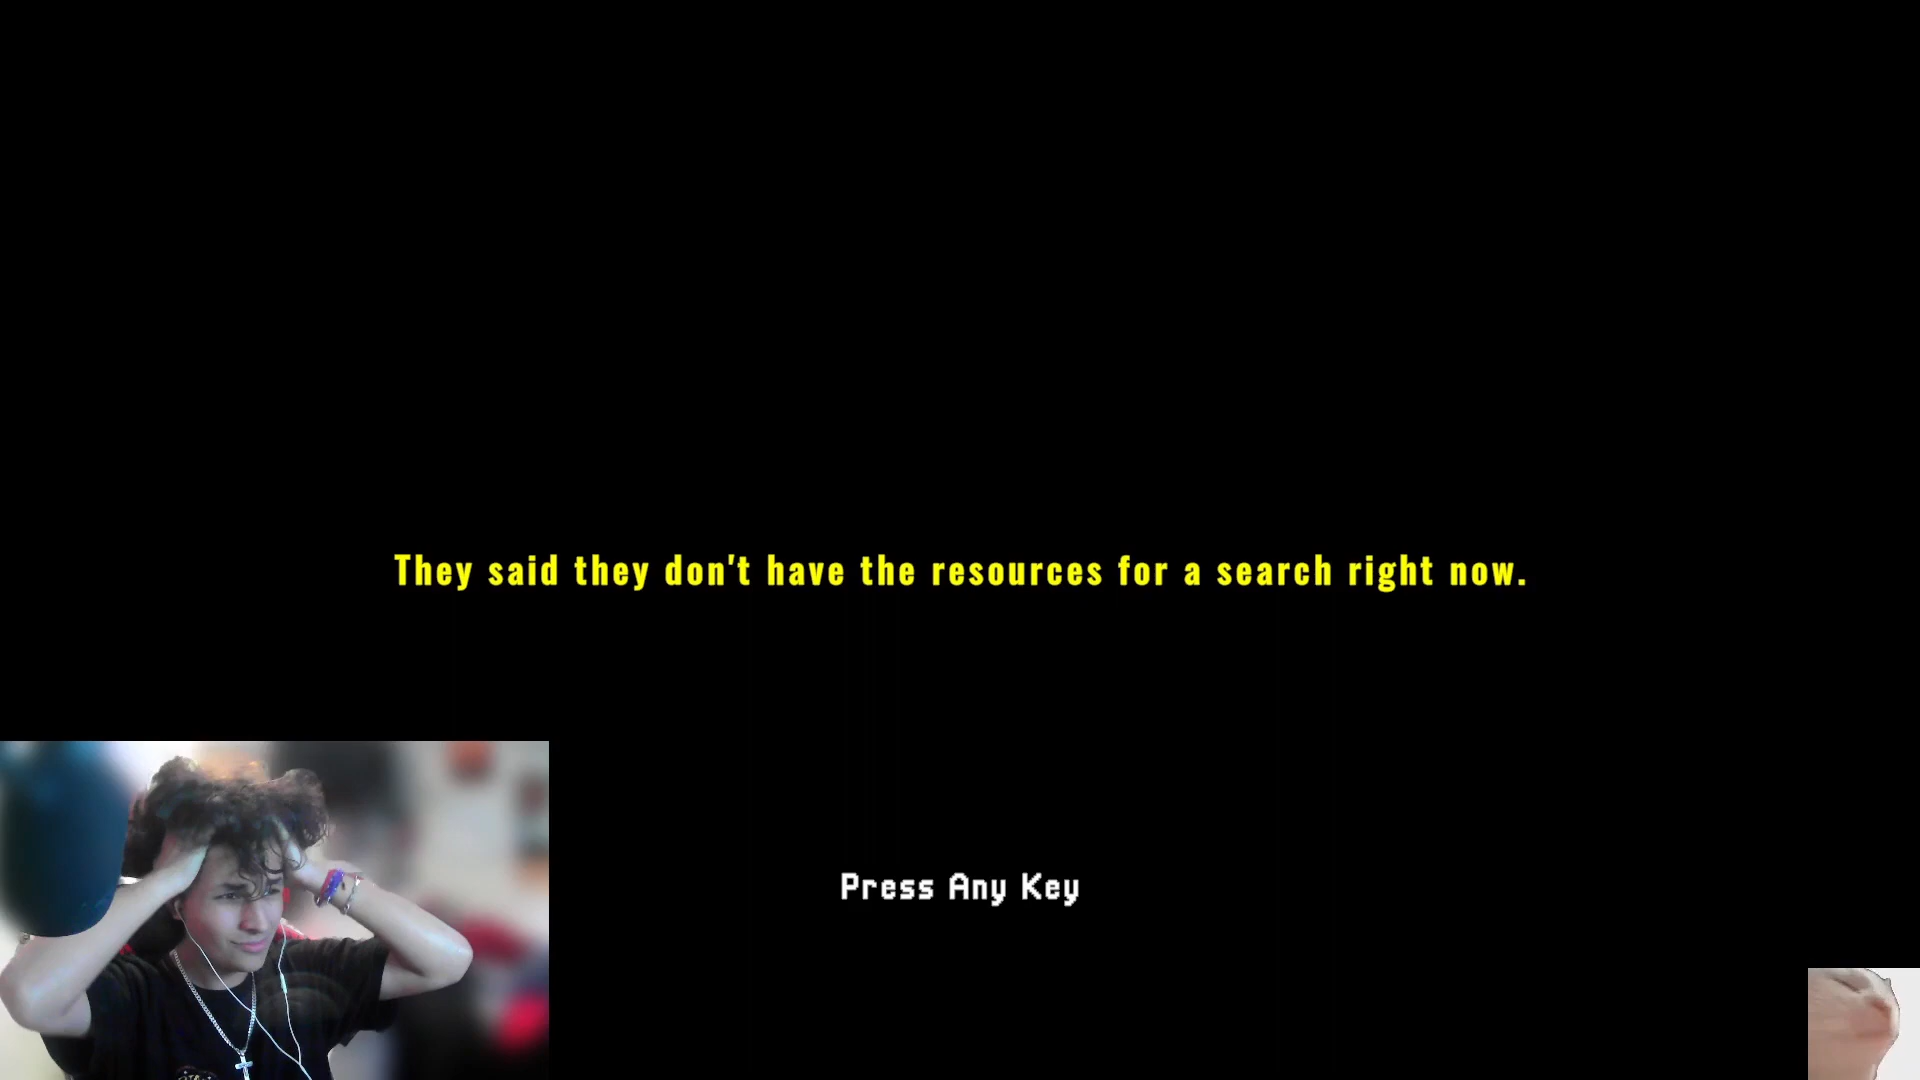 They said they don't have the resources for a search right now.
Press Any Key